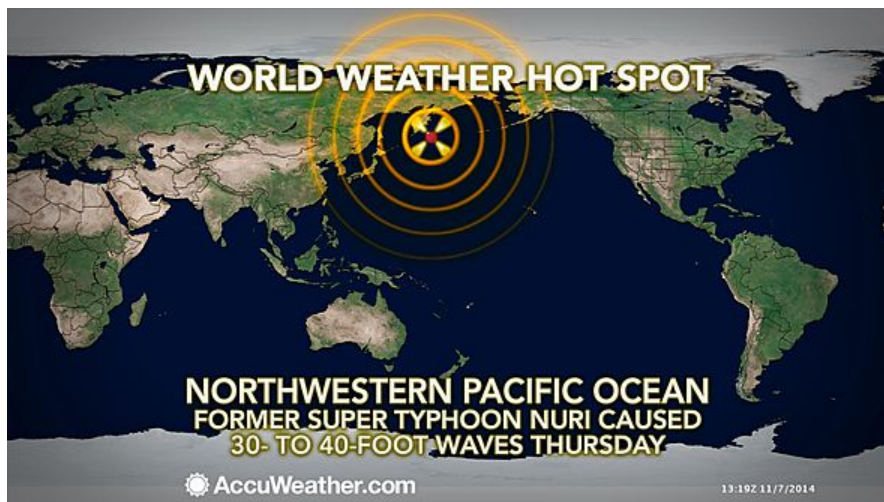 WORLD WEATHER HOT SPOT
NORTHWESTERN PACIFIC OCEAN
FORMER SUPER TYPHOON NURI CAUSED
30- TO 40-FOOT WAVES THURSDAY
AccuWeather.com
13:19Z 11/7/2014